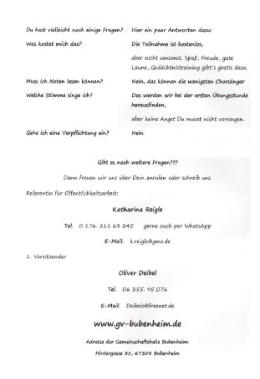 Du hast vielleicht noch einige Fragen? Hier ein paar Antworten dazu:
Was kostet mich das? Die Teilnahme ist kostenlos,
aber nicht umsonst. Spaß, Freude, gute
Laune, Gedächtnistraining gibt's gratis dazu.
Muss ich Noten lesen können? Nein, das können die wenigsten Chorsänger
Welche Stimme singe ich? Das werden wir bei der ersten Übungsstunde
herausfinden,
aber keine Angst Du musst nicht vorsingen.
Gehe ich eine Verpflichtung ein? Nein
Gibt es noch weitere Fragen???
Dann freuen wir uns über Dein anrufen oder schreib uns.
Referentin für Öffentlichkeitsarbeit:
Katharina Reigle
Tel. 0 176. 311 63 245 gerne auch per WhatsApp
E-Mail k.reigle@gmx.de
1. Vorsitzender
Oliver Deibel
Tel 06 355. 95 076
E-Mail: Deibelo@freenet.de
www.gv-bubenheim.de
Adresse der Gemeinschaftshalle Bubenheim:
Hintergasse 33, 67308 Bubenheim